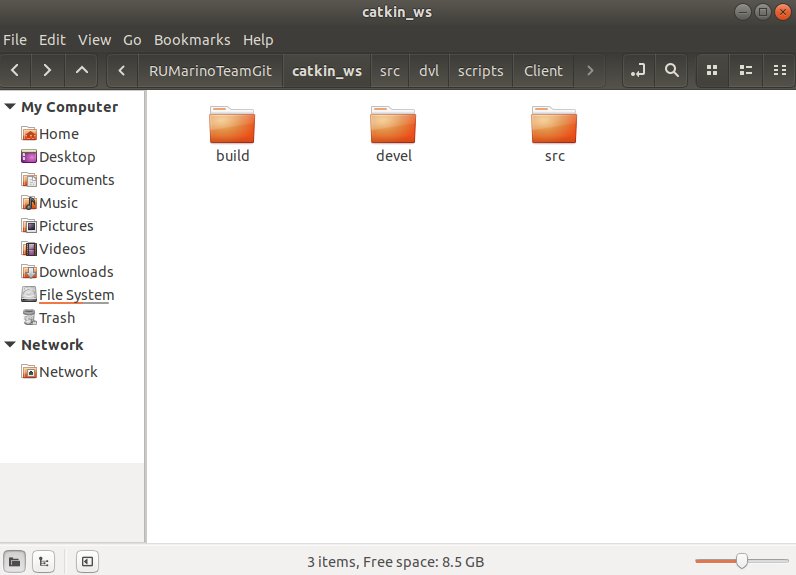 catkin_ws
File Edit View Go Bookmarks Help
RUMarinoTeamGit catkin_ws src dvl scripts Client
My Computer
Home
Desktop
Documents
Music
Pictures
Videos
Downloads
File System
Trash
Network
Network
build devel src
3 items, Free space: 8.5 GB